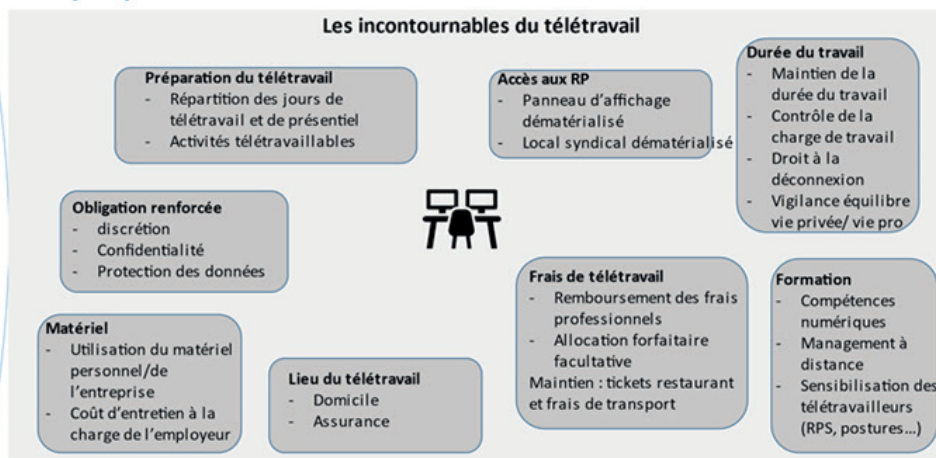 Les incontournables du télétravail
Préparation du télétravail
- Répartition des jours de
télétravail et de présentiel
- Activités télétravaillables
Accès aux RP
- Panneau d'affichage
dématérialisé
- Local syndical dématérialisé
Durée du travail
- Maintien de la
durée du travail
- Contrôle de la
charge de travail
- Droit à la
déconnexion
- Vigilance équilibre
vie privée/ vie pro
Obligation renforcée
- discrétion
- Confidentialité
- Protection des données
Frais de télétravail
- Remboursement des frais
professionnels
- Allocation forfaitaire
facultative
Maintien : tickets restaurant
et frais de transport
Formation
- Compétences
numériques
- Management à
distance
- Sensibilisation des
télétravailleurs
(RPS, postures...)
Matériel
- Utilisation du matériel
personnel/de
l'entreprise
- Coût d'entretien à la
charge de l'employeur
Lieu du télétravail
- Domicile
- Assurance